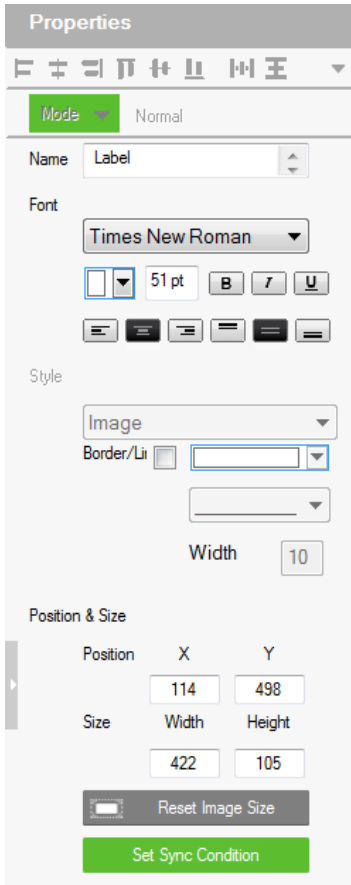 Properties
Mode Normal
Name Label
Font
Times New Roman
51 pt B I U
Style
Image
Border/Lir
Width 10
Position & Size
Position X Y
114 498
Size Width Height
422 105
Reset Image Size
Set Sync Condition